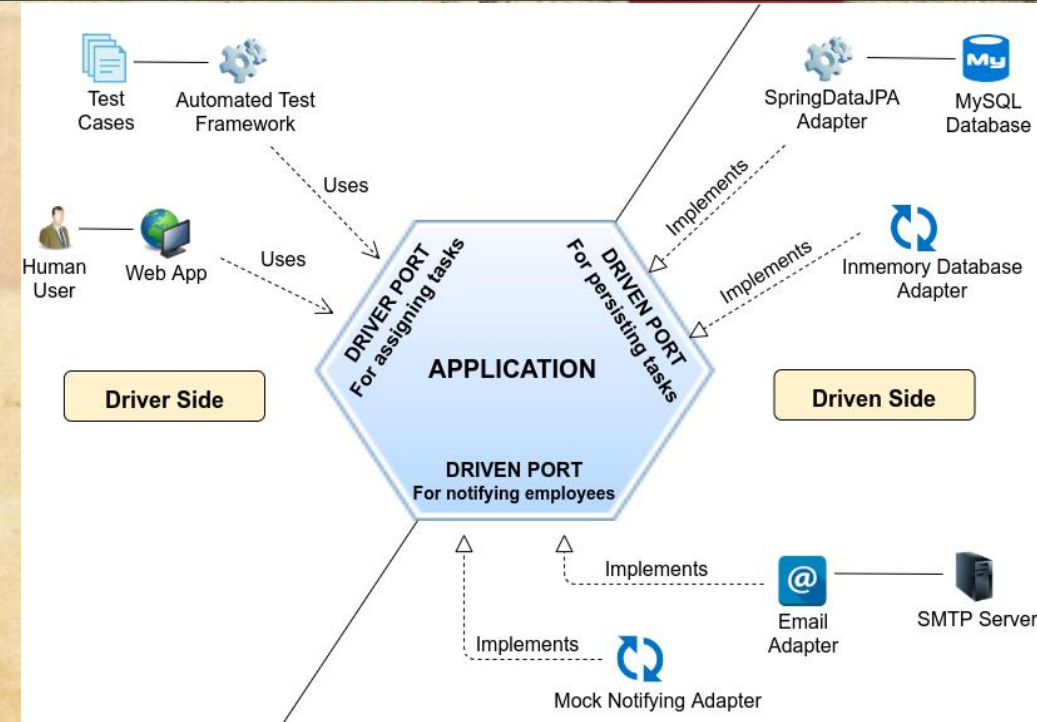 Test
Cases
Automated Test
Framework
SpringDataJPA
Adapter
My
MySQL
Database
Uses
Implements
Human
User
Web App
Uses
Implements
Inmemory Database
Adapter
DRIVER PORT
For assigning tasks
DRIVEN PORT
For persisting tasks
APPLICATION
Driver Side
Driven Side
DRIVEN PORT
For notifying employees
Implements
@
Email
Adapter
SMTP Server
Implements
Mock Notifying Adapter